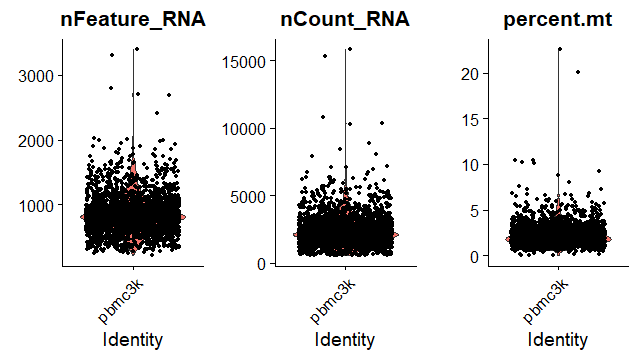 nFeature_RNA nCount_RNA percent.mt
3000 15000 20
2000 10000 15
1000 5000 10
0 5
0
pbmc3k pbmc3k pbmc3k
Identity Identity Identity